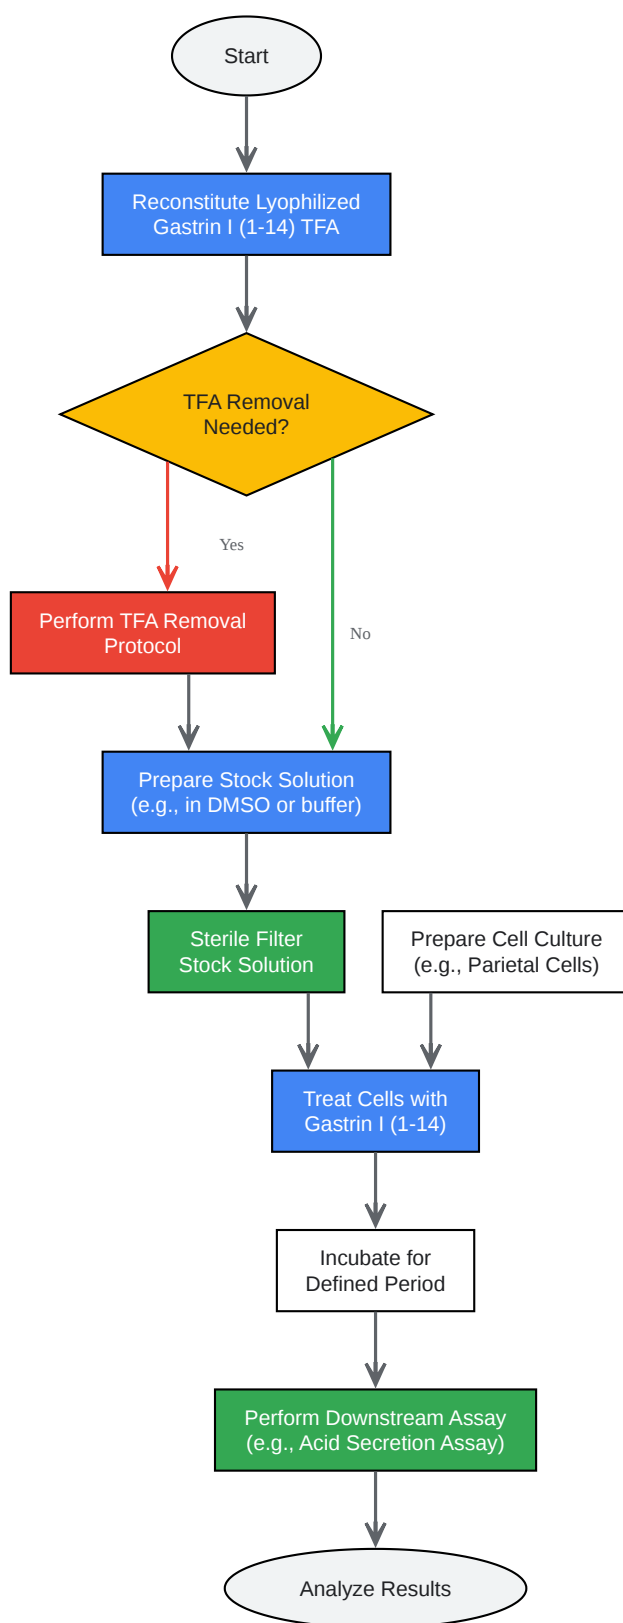 Start
Reconstitute Lyophilized
Gastrin I (1-14) TFA
TFA Removal
Needed?
Yes
Perform TFA Removal
Protocol
No
Prepare Stock Solution
(e.g., in DMSO or buffer)
Sterile Filter
Stock Solution
Prepare Cell Culture
(e.g., Parietal Cells)
Treat Cells with
Gastrin I (1-14)
Incubate for
Defined Period
Perform Downstream Assay
(e.g., Acid Secretion Assay)
Analyze Results